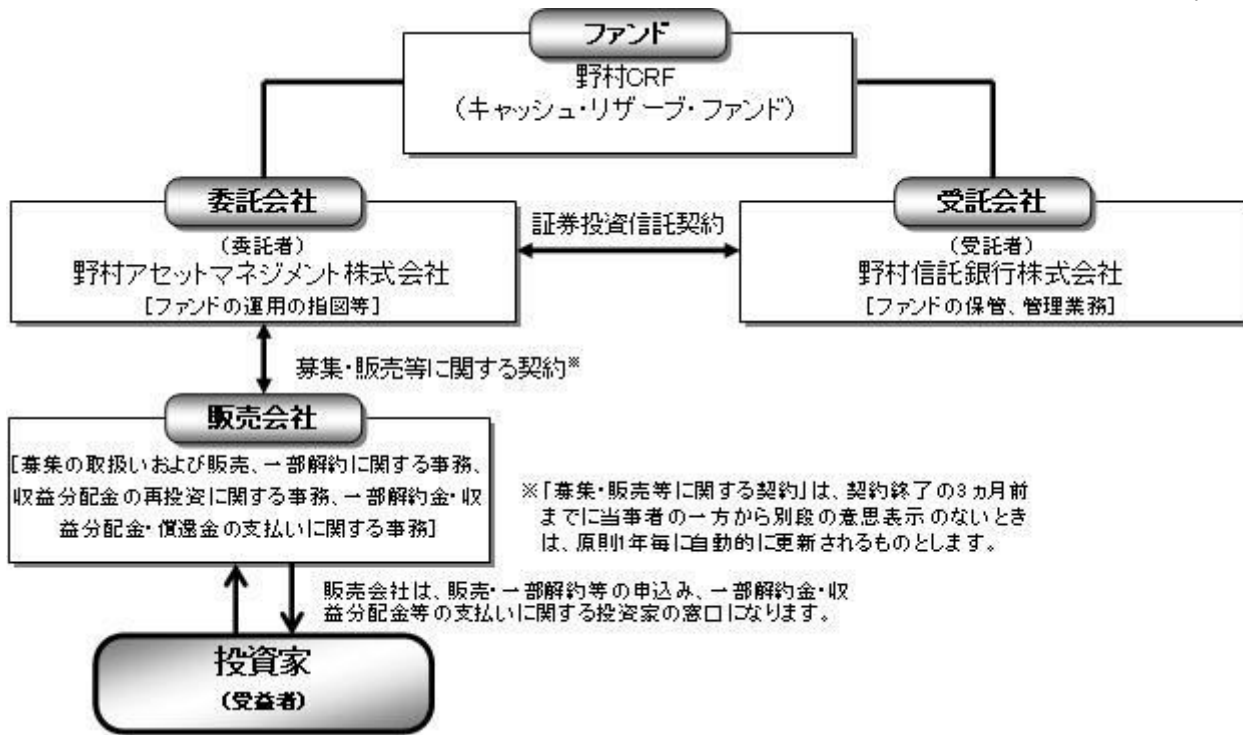 ファンド
野村CRF
(キャッシュ・リザーブ・ファンド)
委託会社
(委託者)
野村アセットマネジメント株式会社
[ファンドの運用の指図等]
証券投資信託契約
受託会社
(受託者)
野村信託銀行株式会社
[ファンドの保管、管理業務]
募集・販売等に関する契約※
販売会社
[募集の取扱いおよび販売、一部解約に関する事務、
収益分配金の再投資に関する事務、一部解約金・収
益分配金・償還金の支払いに関する事務]
※「募集・販売等に関する契約」は、契約終了の3ヵ月前
までに当事者の一方から別段の意思表示のないとき
は、原則1年毎に自動的に更新されるものとします。
販売会社は、販売・一部解約等の申込み、一部解約金・収
益分配金等の支払いに関する投資家の窓口になります。
投資家
(受益者)